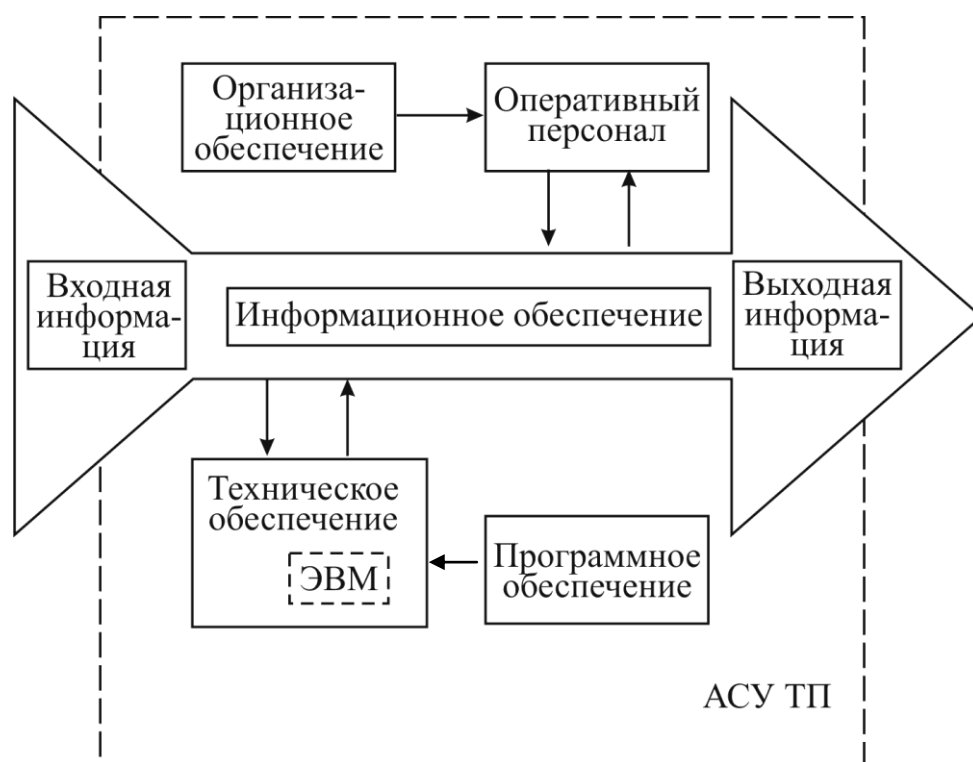 Организа-
ционное
обеспечение
Оперативный
персонал
Входная
информа-
ция
Информационное обеспечение
Выходная
информа-
ция
Техническое
обеспечение
ЭВМ
Программное
обеспечение
АСУ ТП